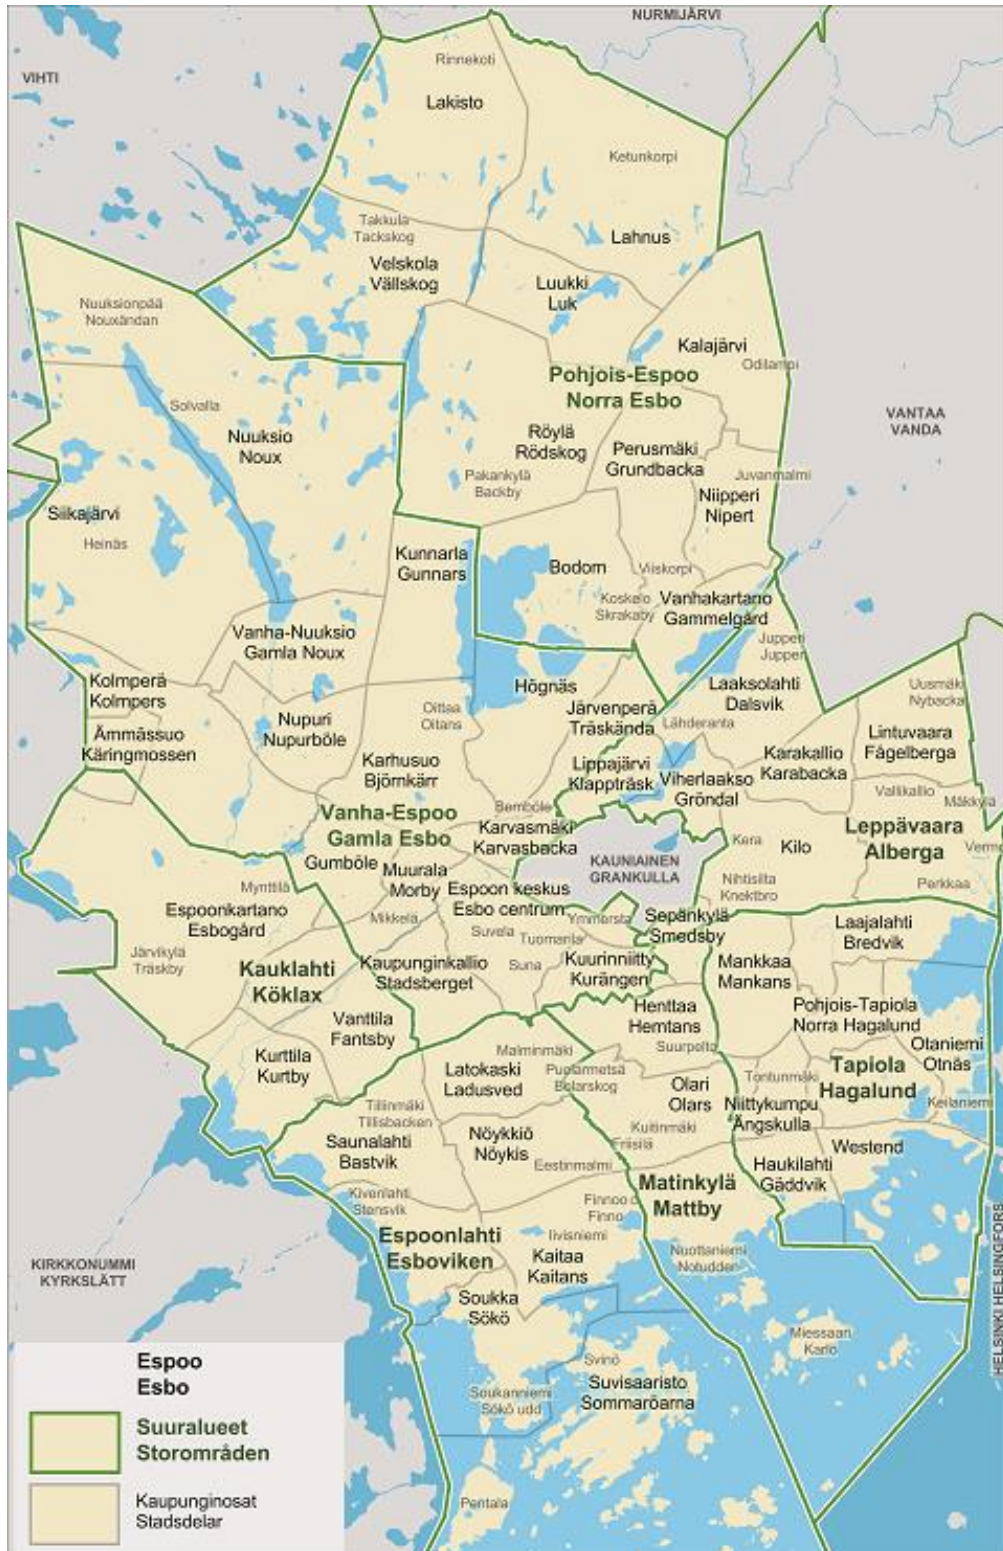 NURMIJÄRVI
VIHTI
Rinnekoti
Lakisto
Ketunkorpi
Takkula
Tackskog
Lahnus
Velskola
Vällskog
Luukki
Luk
Nuuksionpää
Nouxändan
Kalajärvi
Odilampi
Pohjois-Espoo
Norra Esbo
Solvalla
Nuuksio
Noux
VANTAA
VANDA
Röylä
Rödskog
Perusmäki
Grundbacka
Pakankylä
Backby
Juvanmalmi
Niipperi
Nipert
Siikajärvi
Heinäs
Kunnarla
Gunnars
Bodom
Viiskorpi
Koskelo
Skrakaby
Vanhakartano
Gammelgård
Vanha-Nuuksio
Gamla Noux
Jupperi
Jupper
Kolmperä
Kolmpers
Högnäs
Laaksolahti
Dalsvik
Uusmäki
Nybacka
Oittaa
Oitans
Järvenperä
Träskända
Nupuri
Nupurböle
Lähderanta
Ämmässuo
Käringmossen
Lintuvaara
Fågelberga
Karhusuo
Björnkärr
Lippajärvi
Klappträsk
Viherlaakso
Gröndal
Karakallio
Karabacka
Vallikallio
Mäkkylä
Bemböle
Vanha-Espoo
Gamla Esbo
Karvasmäki
Karvasbacka
Leppävaara
Alberga
Kera
Kilo
Vermo
Gumböle
Muurala
Morby
KAUNIAINEN
GRANKULLA
Nihtisilta
Knektbro
Perkkaa
Mynttilä
Espoon keskus
Esbo centrum
Espoonkartano
Esbogård
Mikkelä
Ymmersta
Sepänkylä
Smedsby
Laajalahti
Bredvik
Suvela
Tuomarila
Järvikylä
Träskby
Kauklahti
Köklax
Kaupunginkallio
Stadsberget
Suna
Kuurinniitty
Kurängen
Mankkaa
Mankans
Pohjois-Tapiola
Norra Hagalund
Henttaa
Hemtans
Vanttila
Fantsby
Suurpelto
Otaniemi
Otnäs
Kurttila
Kurtby
Malminmäki
Latokaski
Ladusved
Puolarmetsä
Bolarskog
Tapiola
Hagalund
Olari
Olars
Tontunmäki
Keilaniemi
Tillinmäki
Tillisbacken
Niittykumpu
Ängskulla
Kuitinmäki
Friisilä
Saunalahti
Bastvik
Nöykkiö
Nöykis
Westend
Eestinmalmi
Haukilahti
Gäddvik
Kivenlahti
Stensvik
Finnoo
Finno
Matinkylä
Mattby
Espoonlahti
Esboviken
Iivisniemi
Kaitaa
Kaitans
Nuottaniemi
Notudden
KIRKKONUMMI
KYRKSLÄTT
HELSINKI HELSINGFORS
Soukka
Sökö
Miessaari
Karlö
Svinö
Suvisaaristo
Sommaröarna
Soukanniemi
Sökö udd
Pentala
Espoo
Esbo
Suuralueet
Storområden
Kaupunginosat
Stadsdelar